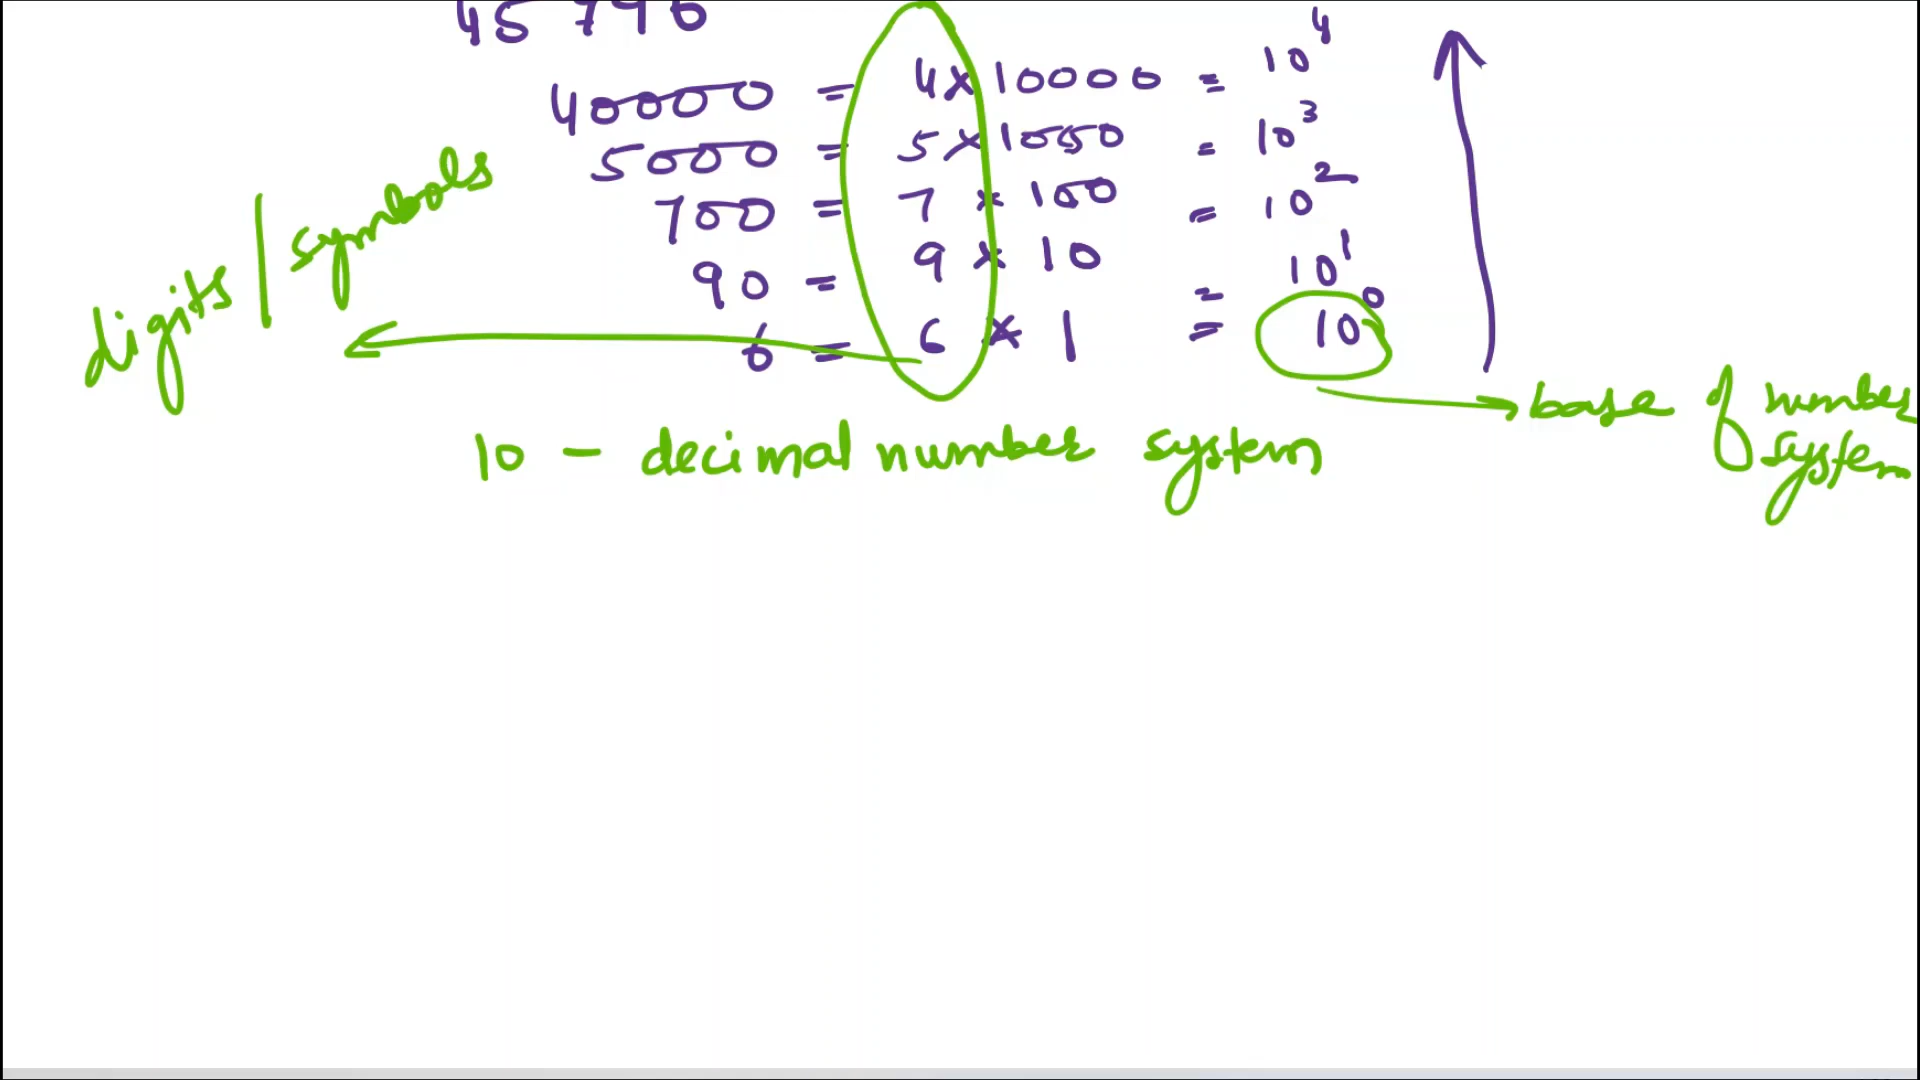 45796
40000 = 4 × 10000 = 10⁴
5000 = 5 × 1000 = 10³
700 = 7 × 100 = 10²
90 = 9 × 10 = 10¹
6 = 6 × 1 = 10⁰
digits / symbols
base of number system
10 - decimal number system